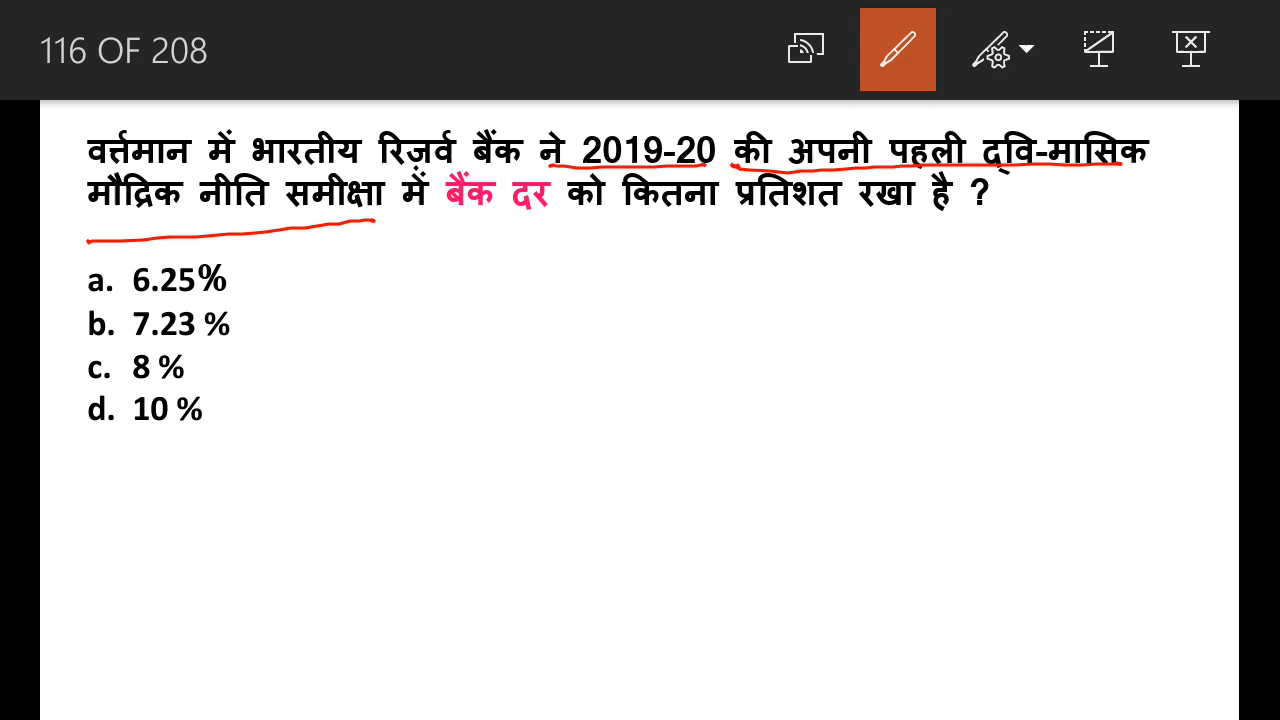 116 OF 208
वर्त्तमान में भारतीय रिज़र्व बैंक ने 2019-20 की अपनी पहली द्वि-मासिक
मौद्रिक नीति समीक्षा में बैंक दर को कितना प्रतिशत रखा है ?
a. 6.25%
b. 7.23 %
c. 8 %
d. 10 %